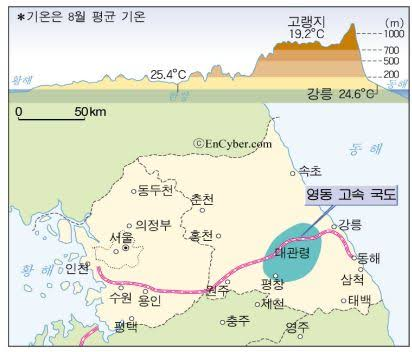 *기온은 8월 평균 기온
고랭지
19.2°C
(m)
1000
700
500
200
황해
25.4°C
한강
강릉 24.6°C
동해
0 50km
©EnCyber.com
동해
속초
영동 고속 국도
동두천
춘천
의정부
서울
홍천
강릉
대관령
황해
인천
동해
수원
용인
원주
평창
삼척
제천
태백
평택
충주
영주